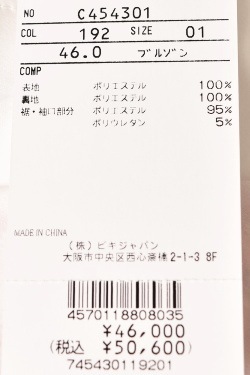 NO C454301
COL 192 SIZE 01
46.0 ブルゾン
COMP
表地 ポリエステル 100%
裏地 ポリエステル 100%
裾・袖口部分 ポリエステル 95%
ポリウレタン 5%
MADE IN CHINA
(株)ビキジャパン
大阪市中央区西心斎橋2-1-3 8F
4570118808035
¥46,000
(税込 ¥50,600)
745430119201